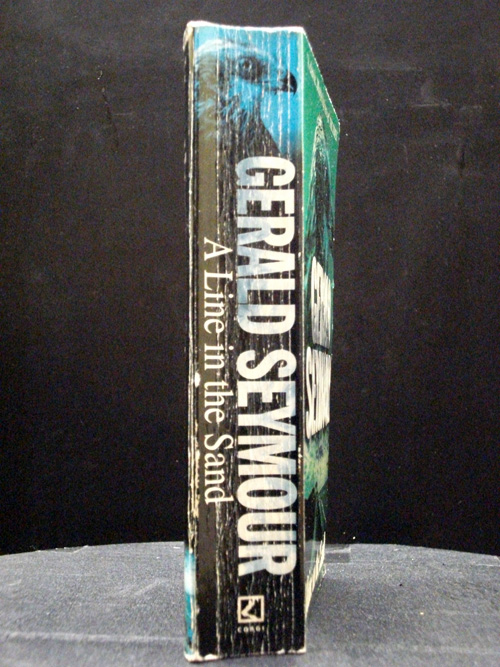 GERALD SEYMOUR
A Line in the Sand
CORGI